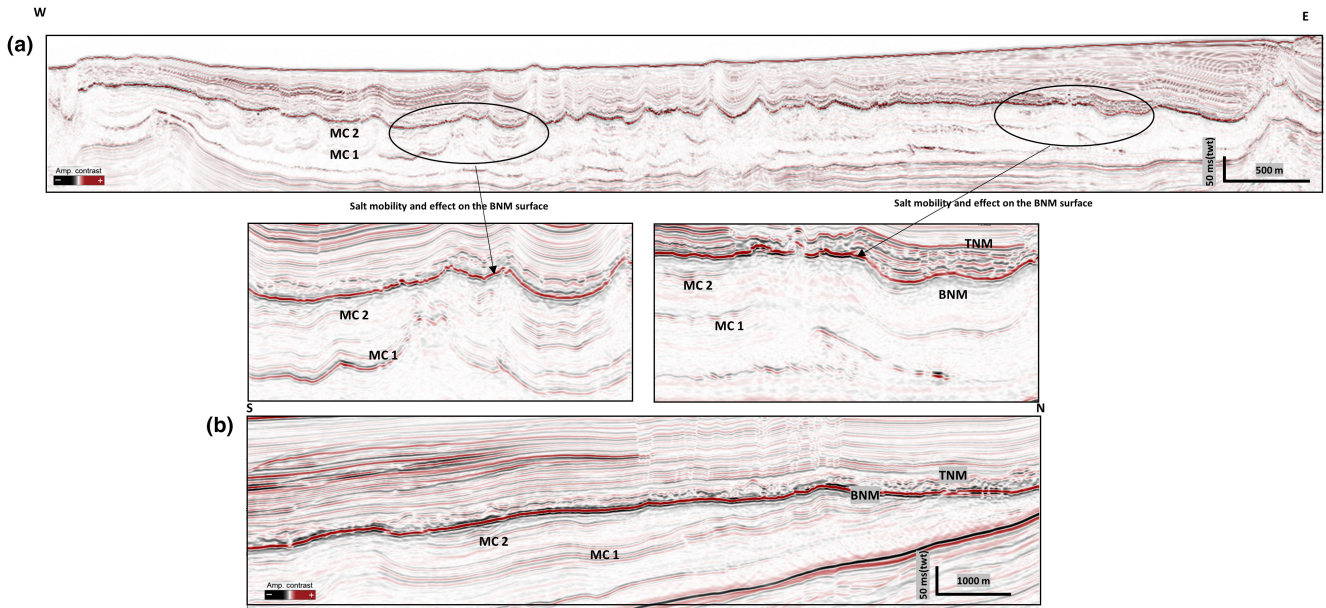 W
E
(a)
MC 2
MC 1
Amp. contrast
− +
50 ms(twt)
500 m
Salt mobility and effect on the BNM surface
Salt mobility and effect on the BNM surface
MC 2
MC 1
TNM
MC 2
BNM
MC 1
S
N
(b)
TNM
BNM
MC 2
MC 1
50 ms(twt)
1000 m
Amp. contrast
− +